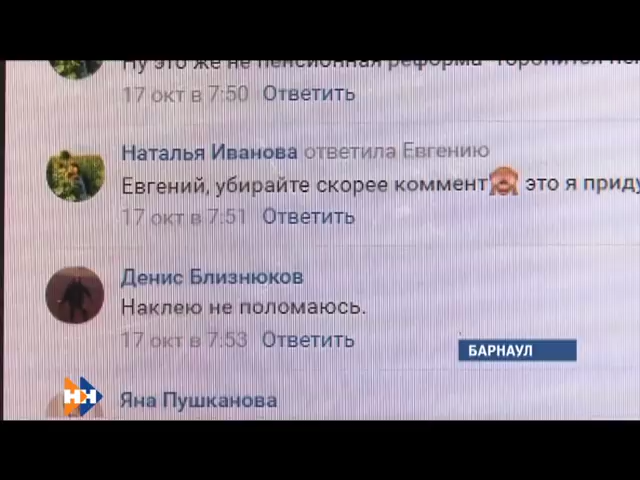 Ну это же не пенсионная реформа
17 окт в 7:50 Ответить
Наталья Иванова ответила Евгению
Евгений, убирайте скорее коммент🙈 это я приду
17 окт в 7:51 Ответить
Денис Близнюков
Наклею не поломаюсь.
17 окт в 7:53 Ответить
БАРНАУЛ
НН
Яна Пушканова